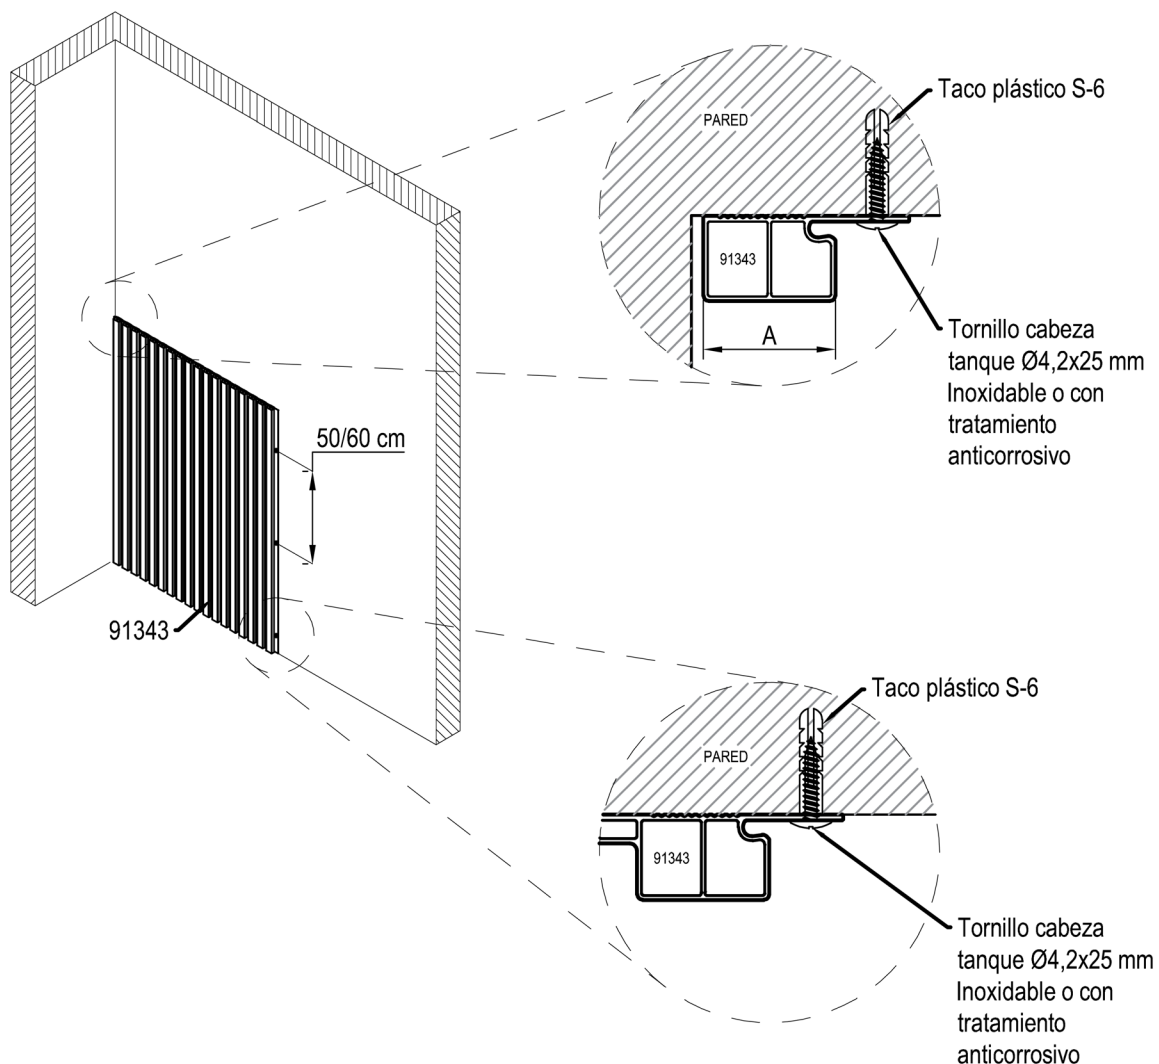 Taco plástico S-6
PARED
91343
A
Tornillo cabeza
tanque Ø4,2x25 mm
Inoxidable o con
tratamiento
anticorrosivo
50/60 cm
91343
Taco plástico S-6
PARED
91343
Tornillo cabeza
tanque Ø4,2x25 mm
Inoxidable o con
tratamiento
anticorrosivo